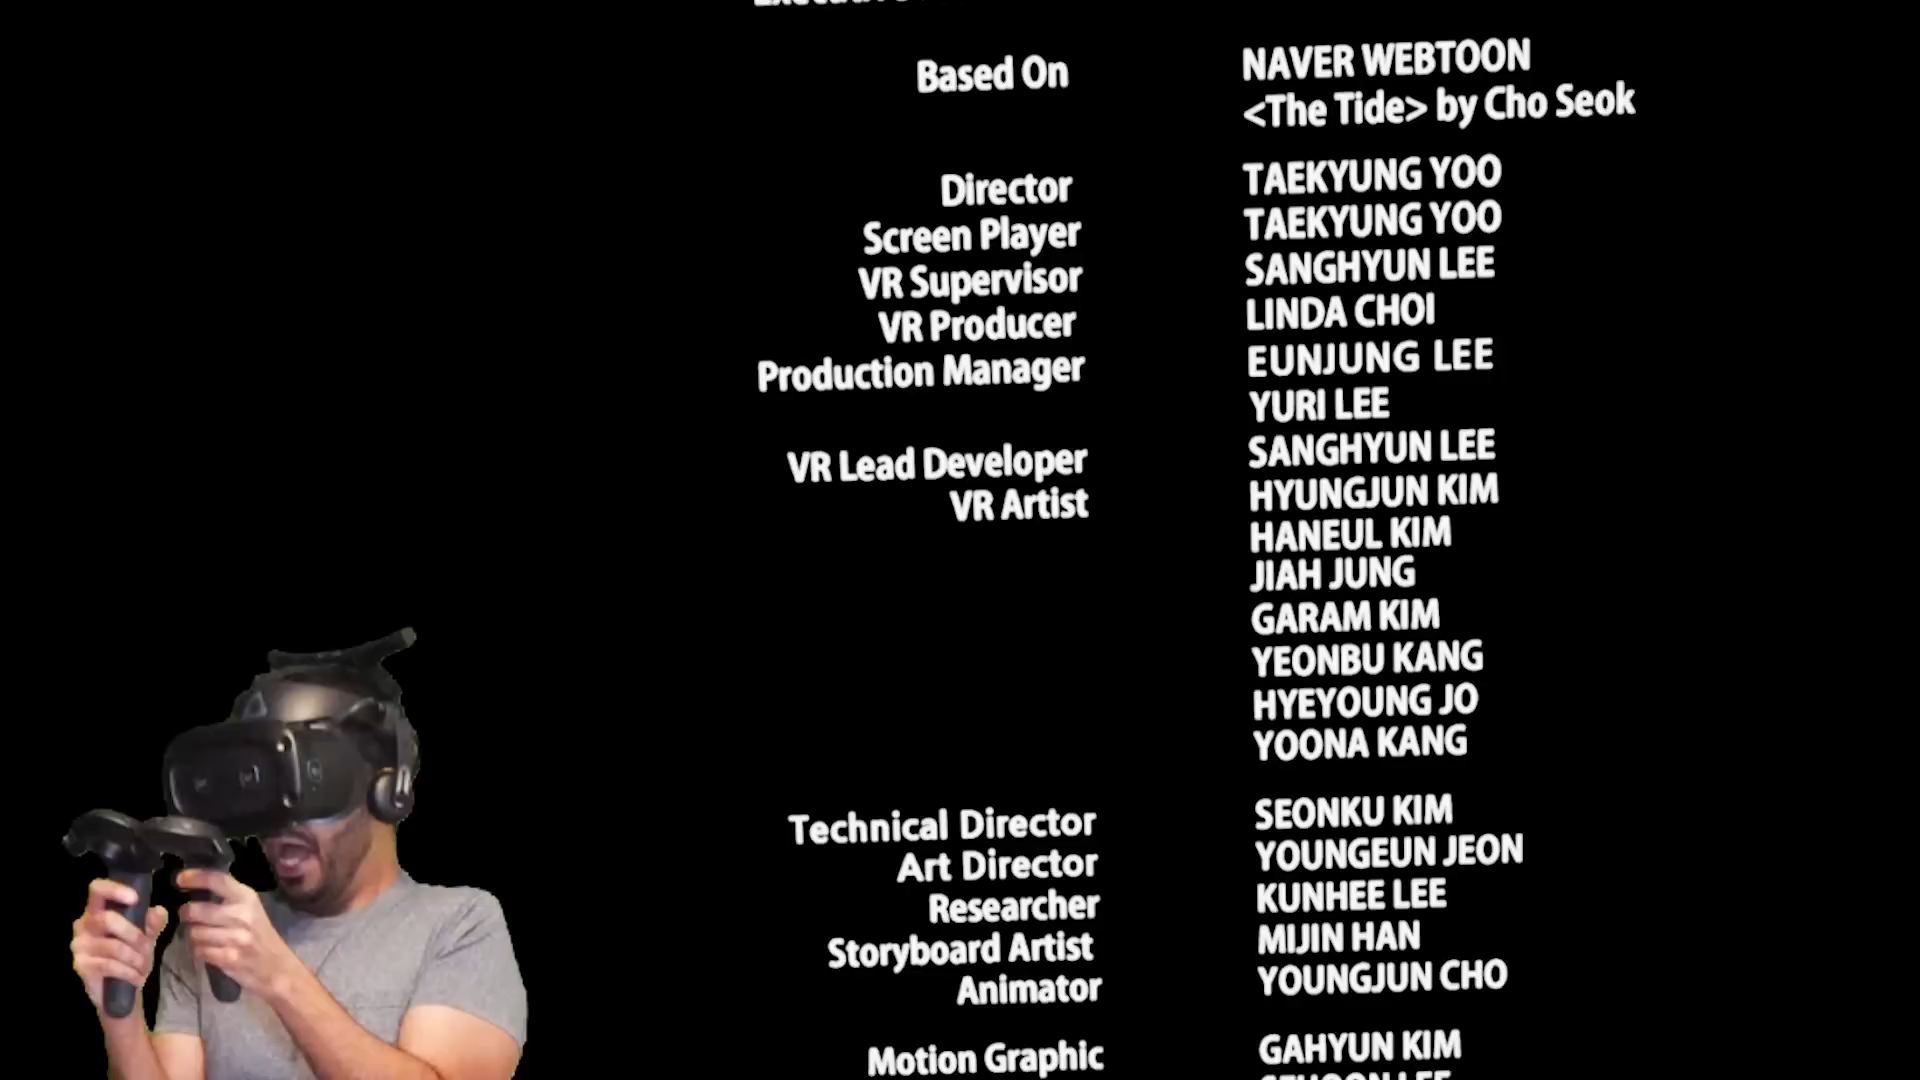 Based On NAVER WEBTOON
<The Tide> by Cho Seok
Director TAEKYUNG YOO
Screen Player TAEKYUNG YOO
VR Supervisor SANGHYUN LEE
VR Producer LINDA CHOI
Production Manager EUNJUNG LEE
YURI LEE
VR Lead Developer SANGHYUN LEE
VR Artist HYUNGJUN KIM
HANEUL KIM
JIAH JUNG
GARAM KIM
YEONBU KANG
HYEYOUNG JO
YOONA KANG
Technical Director SEONKU KIM
Art Director YOUNGEUN JEON
Researcher KUNHEE LEE
Storyboard Artist MIJIN HAN
Animator YOUNGJUN CHO
Motion Graphic GAHYUN KIM